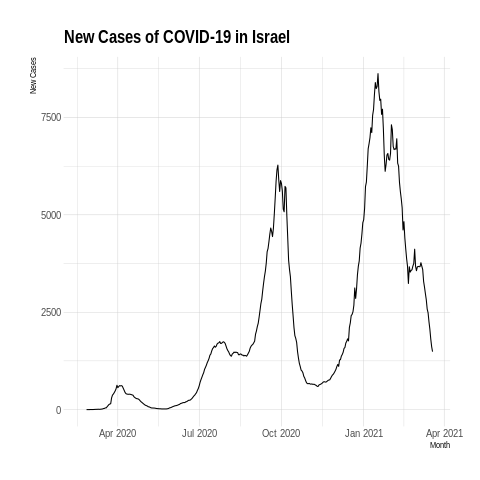 New Cases of COVID-19 in Israel
New Cases
7500
5000
2500
0
Apr 2020 Jul 2020 Oct 2020 Jan 2021 Apr 2021
Month